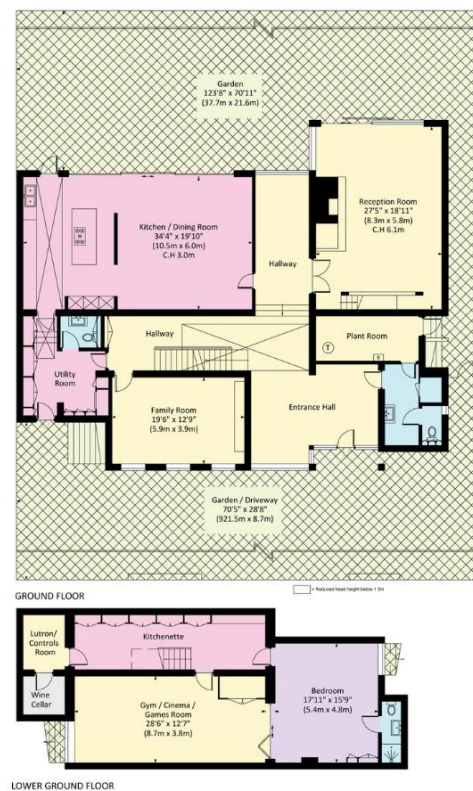 Garden
123'8" x 70'11"
(37.7m x 21.6m)
Kitchen / Dining Room
34'4" x 19'10"
(10.5m x 6.0m)
C.H 3.0m
Reception Room
27'5" x 18'11"
(8.3m x 5.8m)
C.H 6.1m
Hallway
Hallway
Plant Room
T
Utility
Room
Family Room
19'6" x 12'9"
(5.9m x 3.9m)
Entrance Hall
Garden / Driveway
70'5" x 28'8"
(921.5m x 8.7m)
= Reduced head height below 1.5m
GROUND FLOOR
Lutron/
Controls
Room
Kitchenette
Wine
Cellar
Gym / Cinema /
Games Room
28'6" x 12'7"
(8.7m x 3.8m)
Bedroom
17'11" x 15'9"
(5.4m x 4.8m)
LOWER GROUND FLOOR